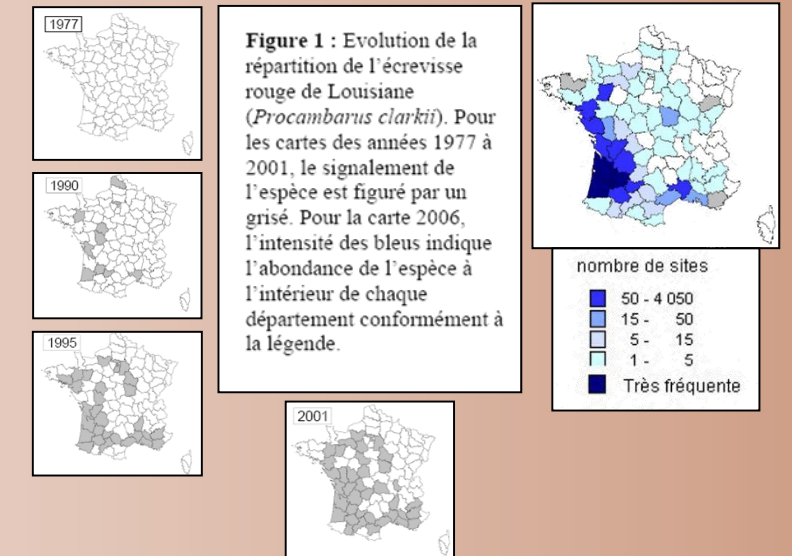 1977
Figure 1 : Evolution de la
répartition de l'écrevisse
rouge de Louisiane
(Procambarus clarkii). Pour
les cartes des années 1977 à
2001, le signalement de
l'espèce est figuré par un
grisé. Pour la carte 2006,
l'intensité des bleus indique
l'abondance de l'espèce à
l'intérieur de chaque
département conformément à
la légende.
1990
1995
2001
nombre de sites
50 - 4 050
15 - 50
5 - 15
1 - 5
Très fréquente